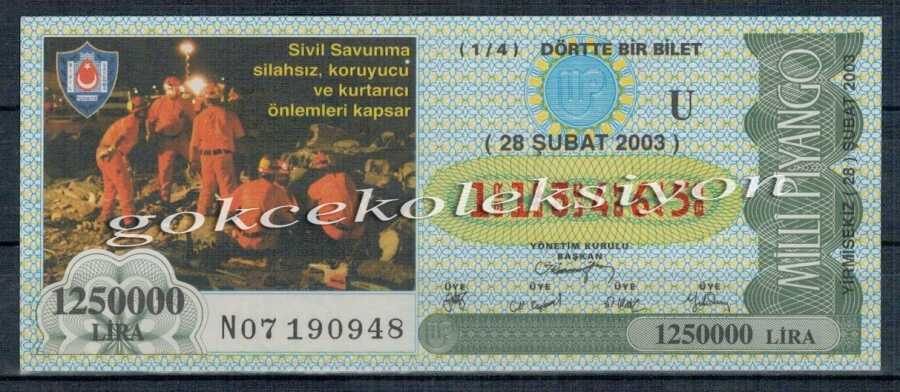 Sivil Savunma
silahsız, koruyucu
ve kurtarıcı
önlemleri kapsar
(1/4) DÖRTTE BİR BİLET
U
( 28 ŞUBAT 2003 )
gokcekoleksiyon
YÖNETİM KURULU
BAŞKAN
ÜYE ÜYE ÜYE ÜYE
1250000
LİRA
N07 190948
1250000 LİRA
MİLLİ PİYANGO
YİRMİSEKİZ ( 28 ) ŞUBAT 2003